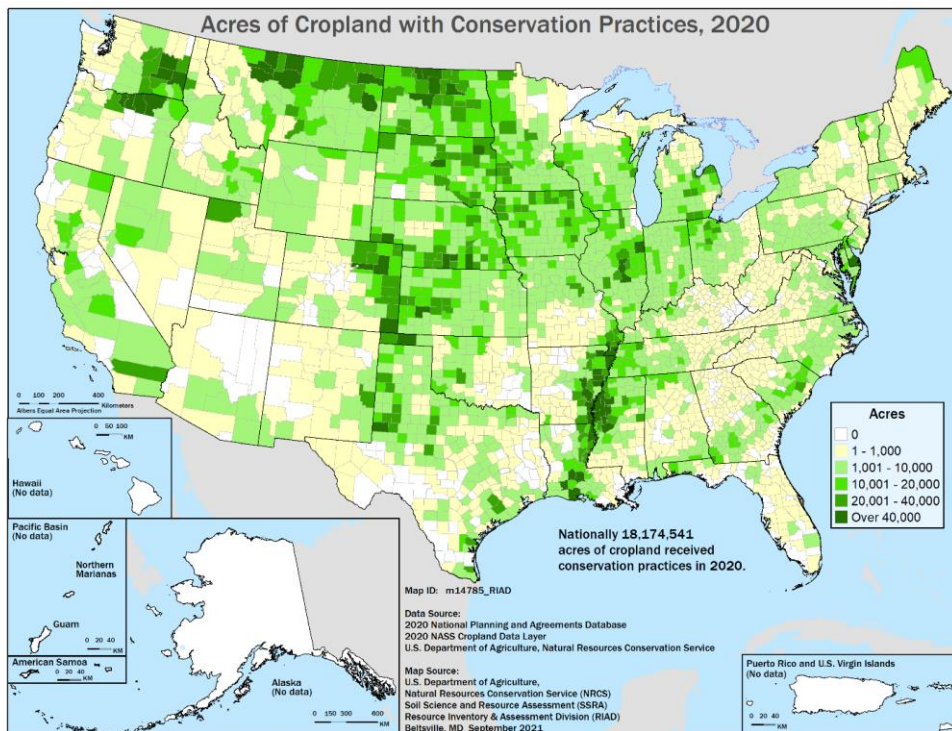 Acres of Cropland with Conservation Practices, 2020
0 100 200 400
Kilometers
Albers Equal Area Projection
0 50 100
KM
Hawaii
(No data)
Pacific Basin
(No data)
Northern
Marianas
Guam
0 20 40
KM
American Samoa
(No data)
0 20 40
KM
Alaska
(No data)
0 150 300 600
KM
Acres
0
1 - 1,000
1,001 - 10,000
10,001 - 20,000
20,001 - 40,000
Over 40,000
Nationally 18,174,541
acres of cropland received
conservation practices in 2020.
Map ID: m14785_RIAD
Data Source:
2020 National Planning and Agreements Database
2020 NASS Cropland Data Layer
U.S. Department of Agriculture, Natural Resources Conservation Service
Map Source:
U.S. Department of Agriculture,
Natural Resources Conservation Service (NRCS)
Soil Science and Resource Assessment (SSRA)
Resource Inventory & Assessment Division (RIAD)
Beltsville, MD September 2021
Puerto Rico and U.S. Virgin Islands
(No data)
0 20 40
KM